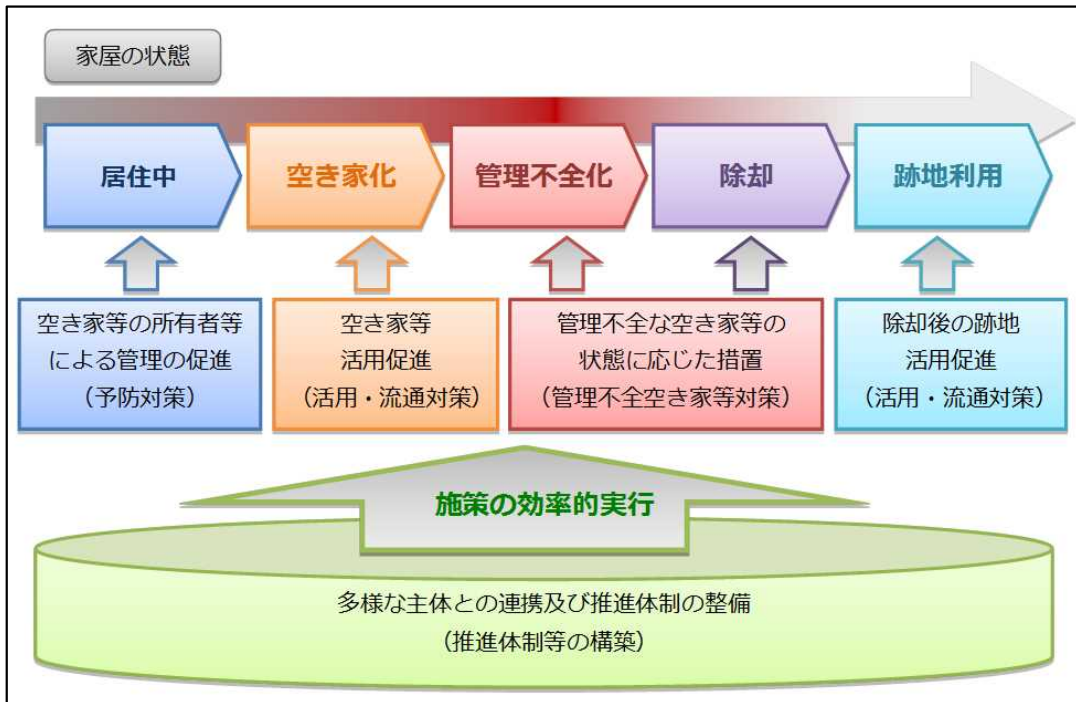 家屋の状態
居住中
空き家化
管理不全化
除却
跡地利用
空き家等の所有者等
による管理の促進
（予防対策）
空き家等
活用促進
（活用・流通対策）
管理不全な空き家等の
状態に応じた措置
（管理不全空き家等対策）
除却後の跡地
活用促進
（活用・流通対策）
施策の効率的実行
多様な主体との連携及び推進体制の整備
（推進体制等の構築）